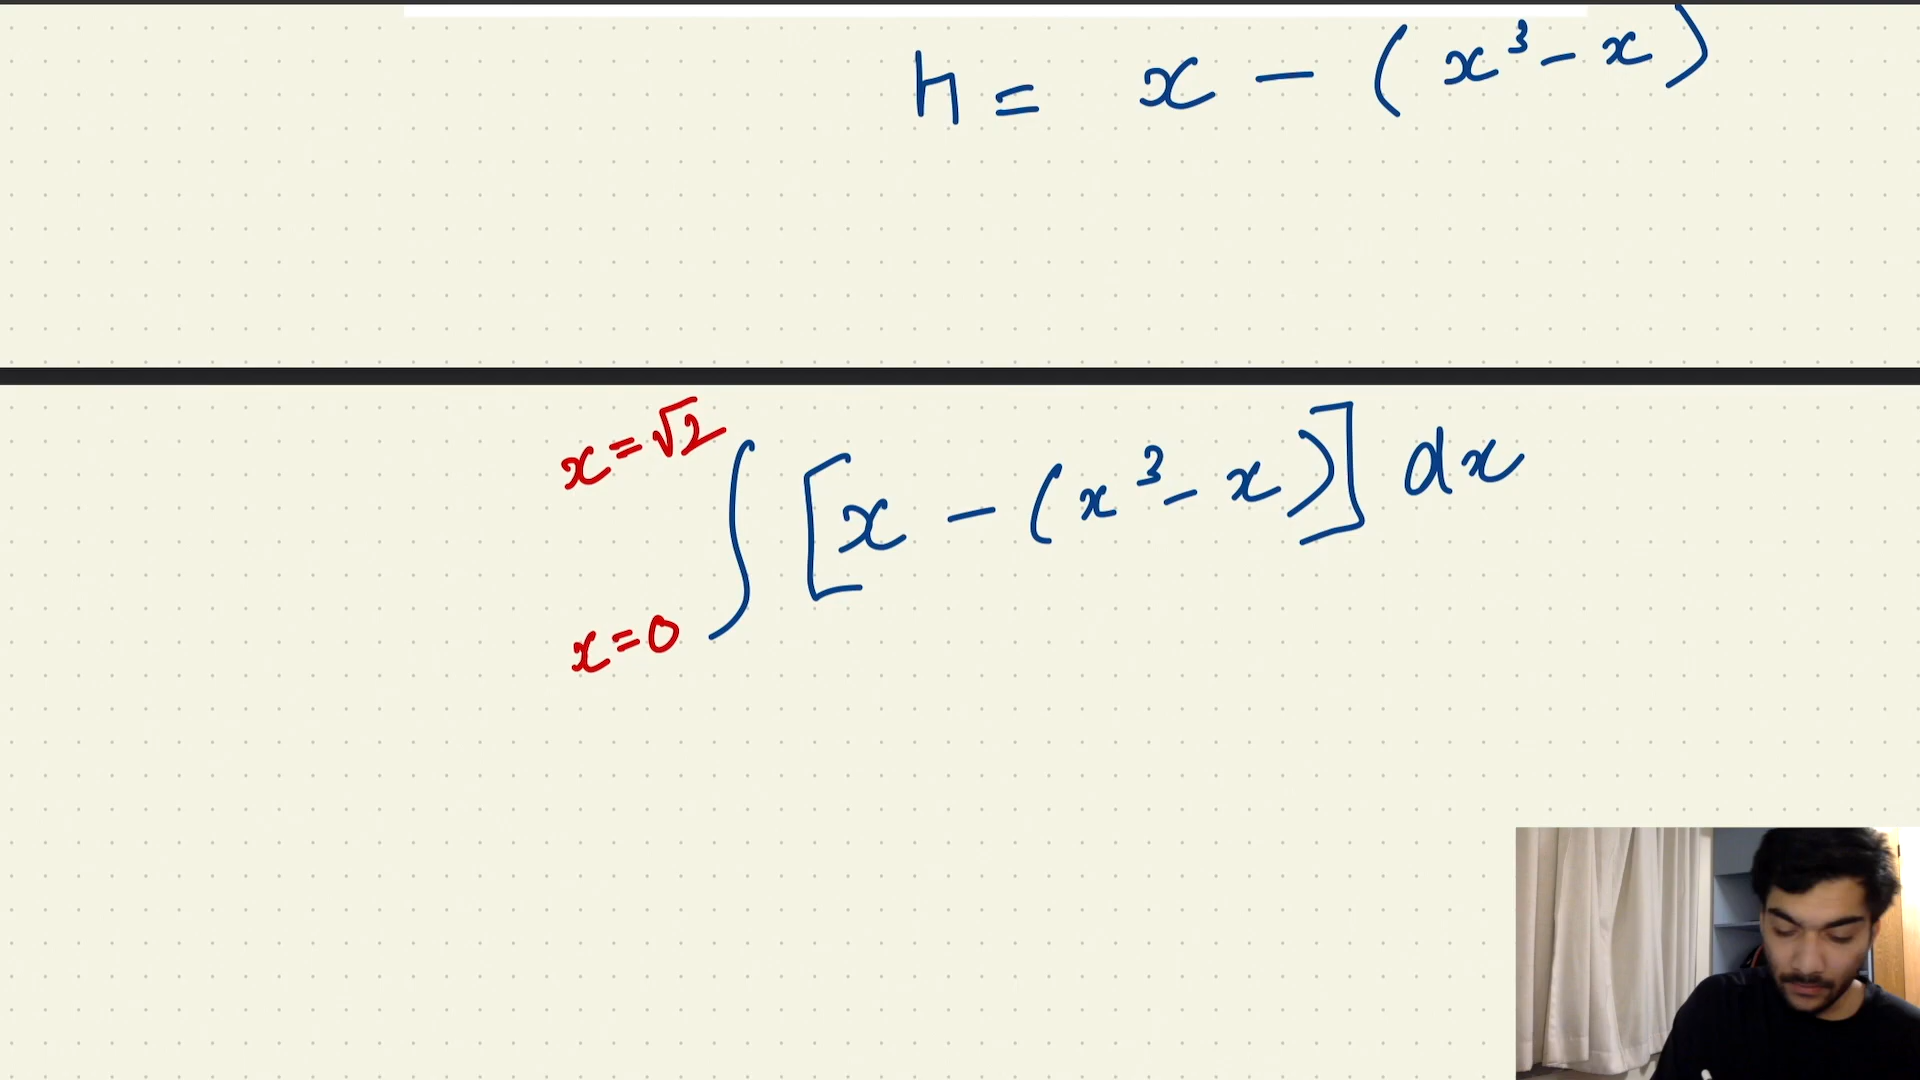 h = x - (x³ - x)
x=√2
∫ [x - (x³ - x)] dx
x=0